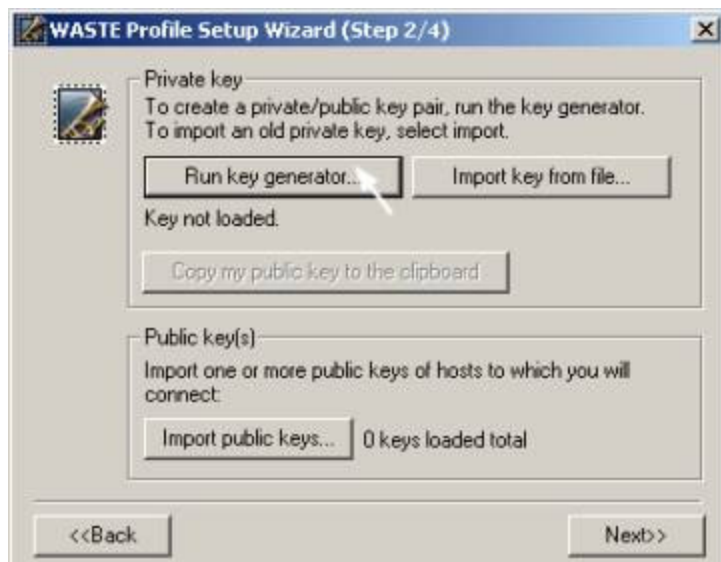 WASTE Profile Setup Wizard (Step 2/4)
Private key
To create a private/public key pair, run the key generator.
To import an old private key, select import.
Run key generator... Import key from file...
Key not loaded.
Copy my public key to the clipboard
Public key(s)
Import one or more public keys of hosts to which you will
connect:
Import public keys... 0 keys loaded total
<<Back Next>>